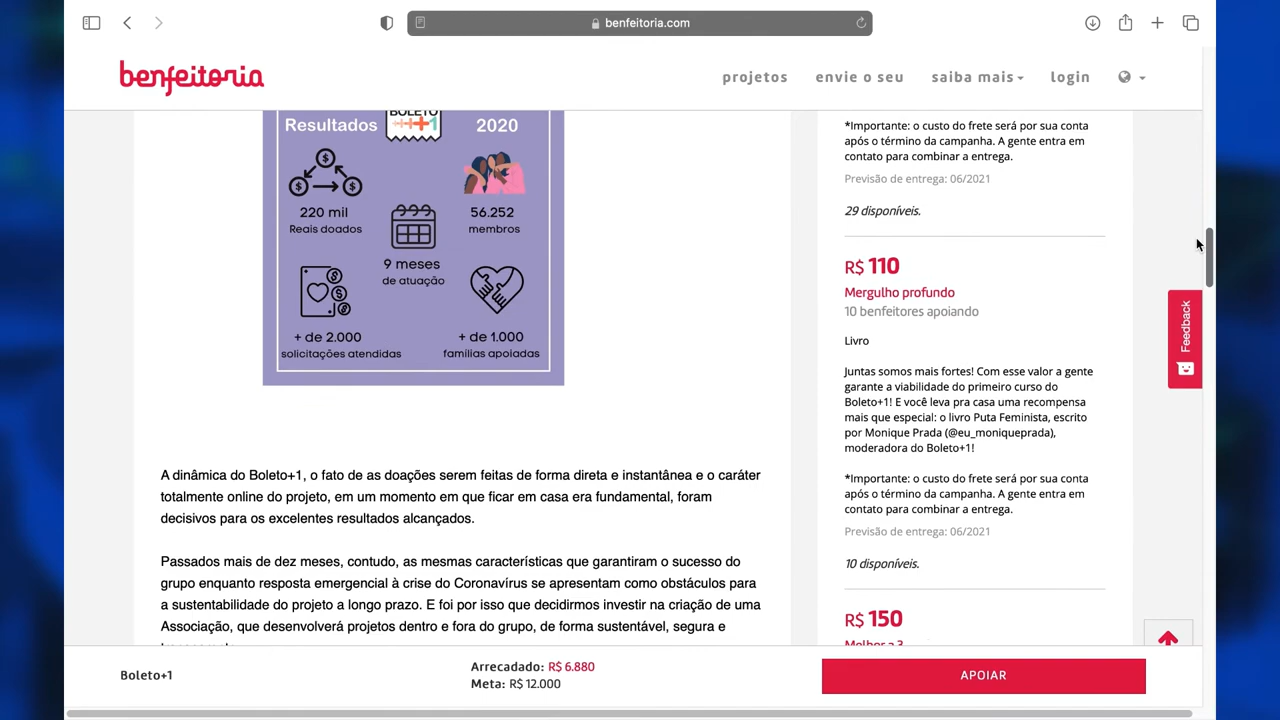 benfeitoria.com
benfeitoria
projetos
envie o seu
saiba mais
login
Resultados
BOLETO
+1
2020
220 mil
Reais doados
56.252
membros
9 meses
de atuação
+ de 2.000
solicitações atendidas
+ de 1.000
famílias apoiadas
A dinâmica do Boleto+1, o fato de as doações serem feitas de forma direta e instantânea e o caráter
totalmente online do projeto, em um momento em que ficar em casa era fundamental, foram
decisivos para os excelentes resultados alcançados.
Passados mais de dez meses, contudo, as mesmas características que garantiram o sucesso do
grupo enquanto resposta emergencial à crise do Coronavírus se apresentam como obstáculos para
a sustentabilidade do projeto a longo prazo. E foi por isso que decidirmos investir na criação de uma
Associação, que desenvolverá projetos dentro e fora do grupo, de forma sustentável, segura e
*Importante: o custo do frete será por sua conta
após o término da campanha. A gente entra em
contato para combinar a entrega.
Previsão de entrega: 06/2021
29 disponíveis.
R$ 110
Mergulho profundo
10 benfeitores apoiando
Livro
Juntas somos mais fortes! Com esse valor a gente
garante a viabilidade do primeiro curso do
Boleto+1! E você leva pra casa uma recompensa
mais que especial: o livro Puta Feminista, escrito
por Monique Prada (@eu_moniqueprada),
moderadora do Boleto+1!
*Importante: o custo do frete será por sua conta
após o término da campanha. A gente entra em
contato para combinar a entrega.
Previsão de entrega: 06/2021
10 disponíveis.
R$ 150
Melhor a 3
Feedback
Boleto+1
Arrecadado: R$ 6.880
Meta: R$ 12.000
APOIAR